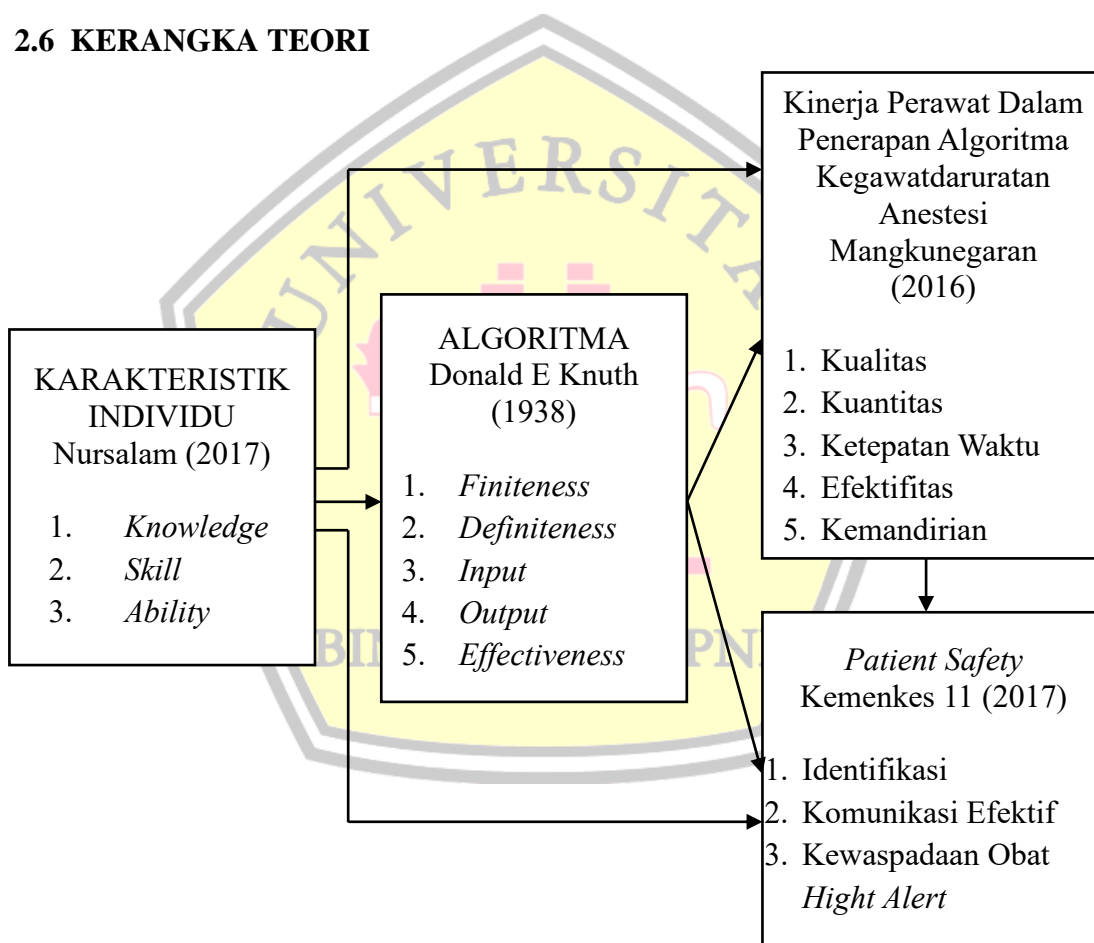 2.6 KERANGKA TEORI
UNIVERSITA
KARAKTERISTIK
INDIVIDU
Nursalam (2017)
1. Knowledge
2. Skill
3. Ability
ALGORITMA
Donald E Knuth
(1938)
1. Finiteness
2. Definiteness
3. Input
4. Output
5. Effectiveness
Kinerja Perawat Dalam
Penerapan Algoritma
Kegawatdaruratan
Anestesi
Mangkunegaran
(2016)
1. Kualitas
2. Kuantitas
3. Ketepatan Waktu
4. Efektifitas
5. Kemandirian
Patient Safety
Kemenkes 11 (2017)
1. Identifikasi
2. Komunikasi Efektif
3. Kewaspadaan Obat
Hight Alert